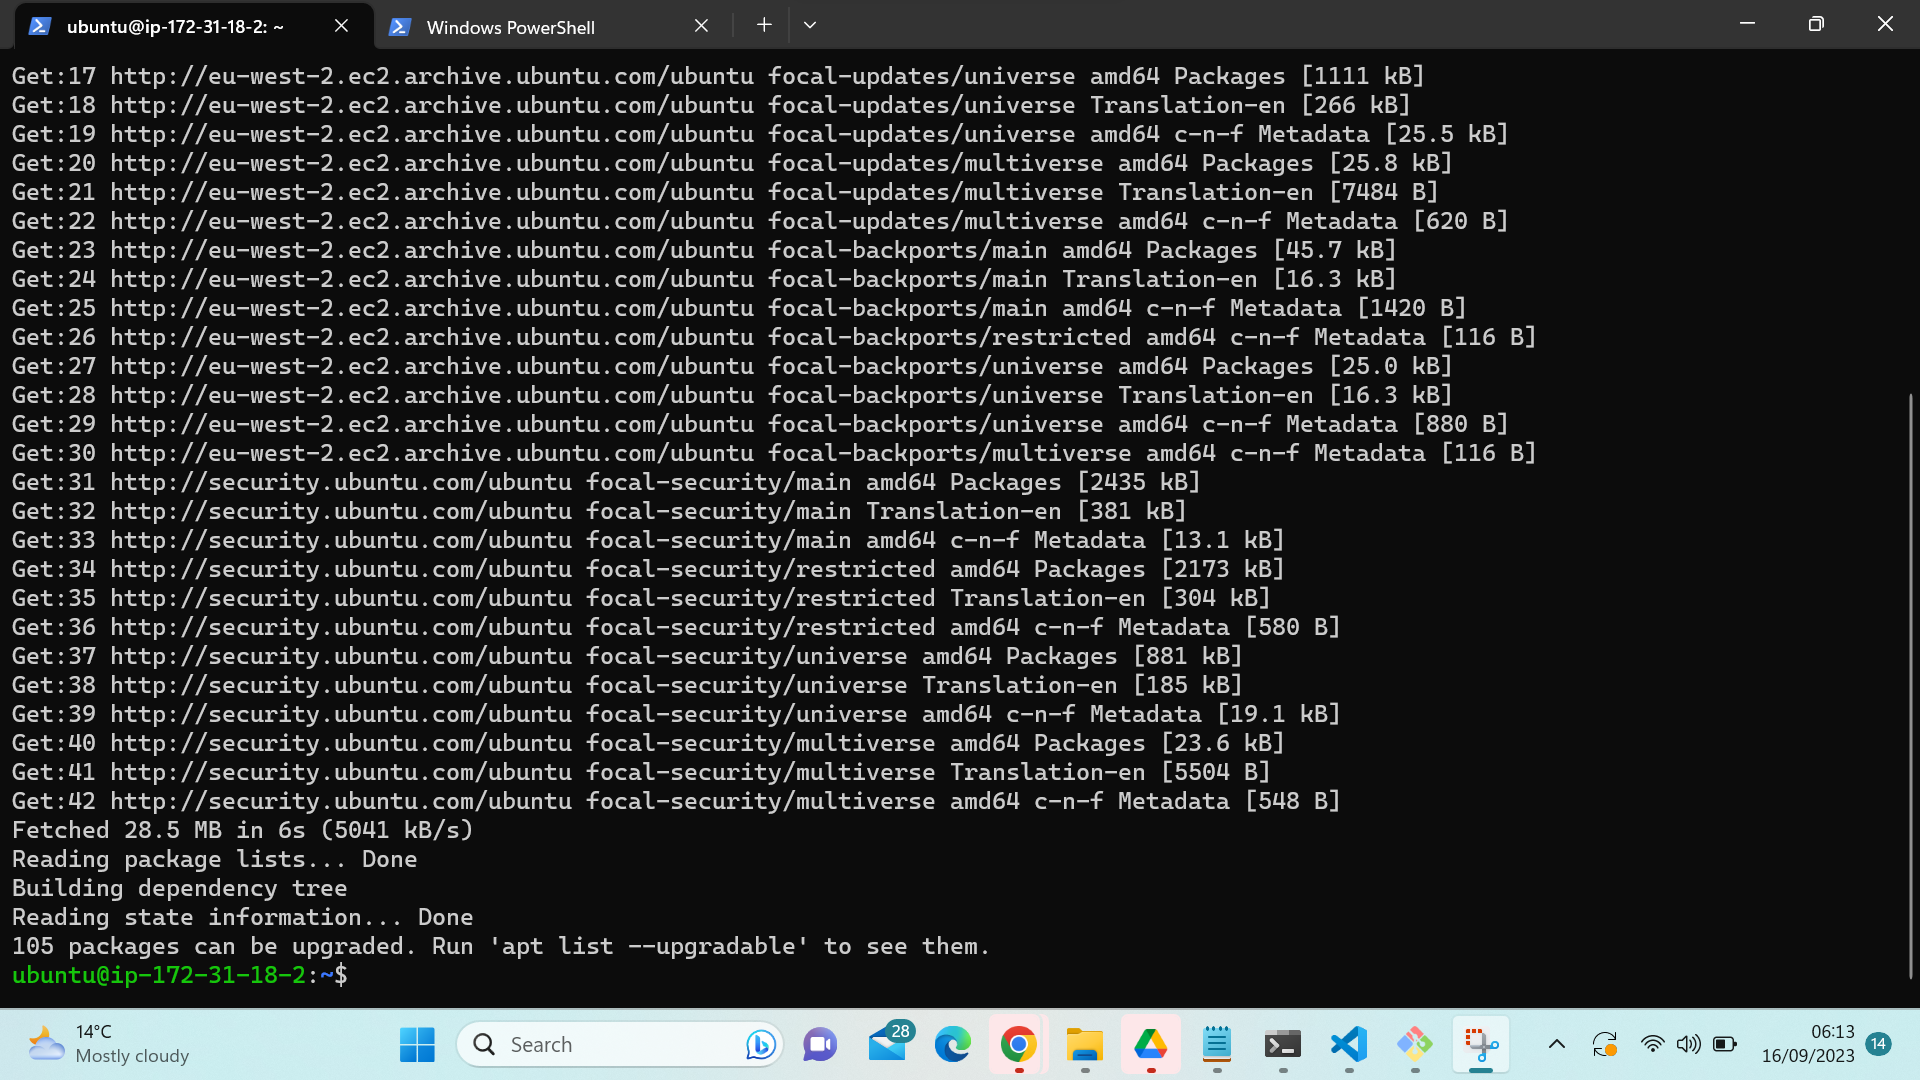 ubuntu@ip-172-31-18-2: ~
Windows PowerShell
Get:17 http://eu-west-2.ec2.archive.ubuntu.com/ubuntu focal-updates/universe amd64 Packages [1111 kB]
Get:18 http://eu-west-2.ec2.archive.ubuntu.com/ubuntu focal-updates/universe Translation-en [266 kB]
Get:19 http://eu-west-2.ec2.archive.ubuntu.com/ubuntu focal-updates/universe amd64 c-n-f Metadata [25.5 kB]
Get:20 http://eu-west-2.ec2.archive.ubuntu.com/ubuntu focal-updates/multiverse amd64 Packages [25.8 kB]
Get:21 http://eu-west-2.ec2.archive.ubuntu.com/ubuntu focal-updates/multiverse Translation-en [7484 B]
Get:22 http://eu-west-2.ec2.archive.ubuntu.com/ubuntu focal-updates/multiverse amd64 c-n-f Metadata [620 B]
Get:23 http://eu-west-2.ec2.archive.ubuntu.com/ubuntu focal-backports/main amd64 Packages [45.7 kB]
Get:24 http://eu-west-2.ec2.archive.ubuntu.com/ubuntu focal-backports/main Translation-en [16.3 kB]
Get:25 http://eu-west-2.ec2.archive.ubuntu.com/ubuntu focal-backports/main amd64 c-n-f Metadata [1420 B]
Get:26 http://eu-west-2.ec2.archive.ubuntu.com/ubuntu focal-backports/restricted amd64 c-n-f Metadata [116 B]
Get:27 http://eu-west-2.ec2.archive.ubuntu.com/ubuntu focal-backports/universe amd64 Packages [25.0 kB]
Get:28 http://eu-west-2.ec2.archive.ubuntu.com/ubuntu focal-backports/universe Translation-en [16.3 kB]
Get:29 http://eu-west-2.ec2.archive.ubuntu.com/ubuntu focal-backports/universe amd64 c-n-f Metadata [880 B]
Get:30 http://eu-west-2.ec2.archive.ubuntu.com/ubuntu focal-backports/multiverse amd64 c-n-f Metadata [116 B]
Get:31 http://security.ubuntu.com/ubuntu focal-security/main amd64 Packages [2435 kB]
Get:32 http://security.ubuntu.com/ubuntu focal-security/main Translation-en [381 kB]
Get:33 http://security.ubuntu.com/ubuntu focal-security/main amd64 c-n-f Metadata [13.1 kB]
Get:34 http://security.ubuntu.com/ubuntu focal-security/restricted amd64 Packages [2173 kB]
Get:35 http://security.ubuntu.com/ubuntu focal-security/restricted Translation-en [304 kB]
Get:36 http://security.ubuntu.com/ubuntu focal-security/restricted amd64 c-n-f Metadata [580 B]
Get:37 http://security.ubuntu.com/ubuntu focal-security/universe amd64 Packages [881 kB]
Get:38 http://security.ubuntu.com/ubuntu focal-security/universe Translation-en [185 kB]
Get:39 http://security.ubuntu.com/ubuntu focal-security/universe amd64 c-n-f Metadata [19.1 kB]
Get:40 http://security.ubuntu.com/ubuntu focal-security/multiverse amd64 Packages [23.6 kB]
Get:41 http://security.ubuntu.com/ubuntu focal-security/multiverse Translation-en [5504 B]
Get:42 http://security.ubuntu.com/ubuntu focal-security/multiverse amd64 c-n-f Metadata [548 B]
Fetched 28.5 MB in 6s (5041 kB/s)
Reading package lists... Done
Building dependency tree
Reading state information... Done
105 packages can be upgraded. Run 'apt list --upgradable' to see them.
ubuntu@ip-172-31-18-2:~$
14°C
Mostly cloudy
Search
28
06:13
16/09/2023
14